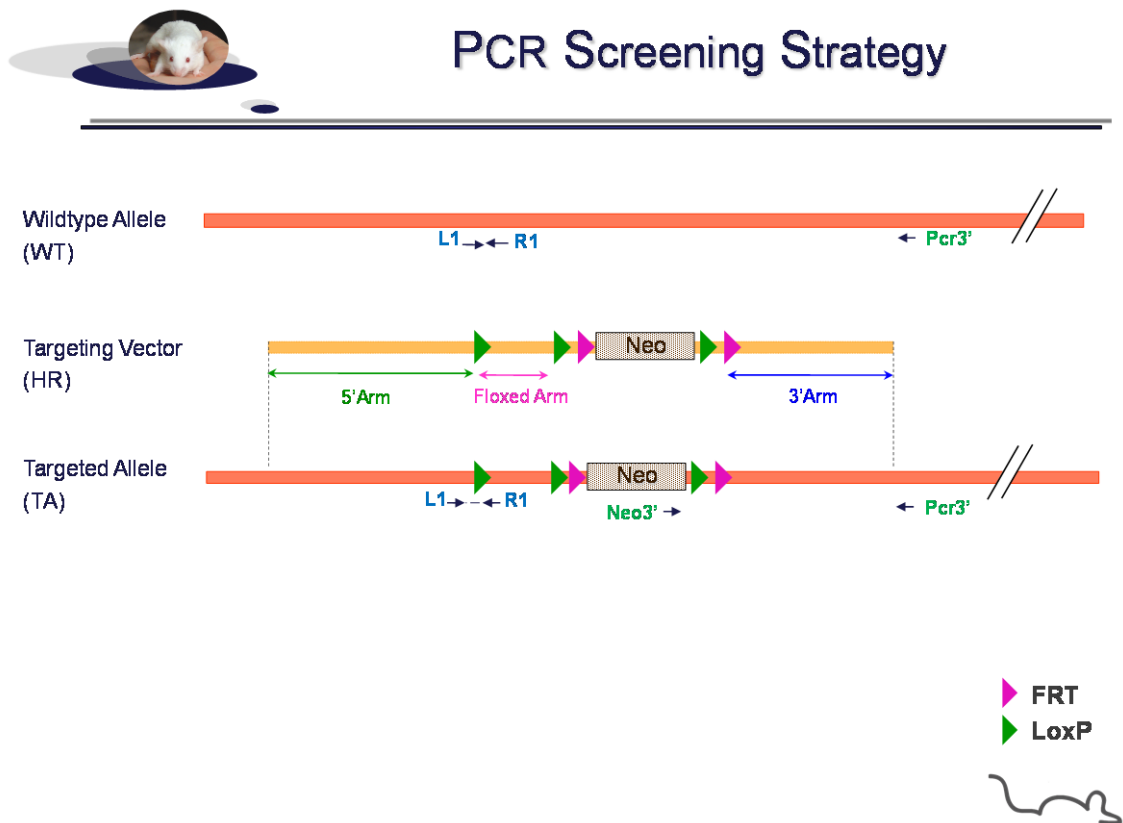 PCR Screening Strategy
Wildtype Allele
(WT)
L1 R1 Pcr3'
Targeting Vector
(HR)
Neo
5'Arm Floxed Arm 3'Arm
Targeted Allele
(TA)
Neo
L1 R1 Neo3' Pcr3'
FRT
LoxP